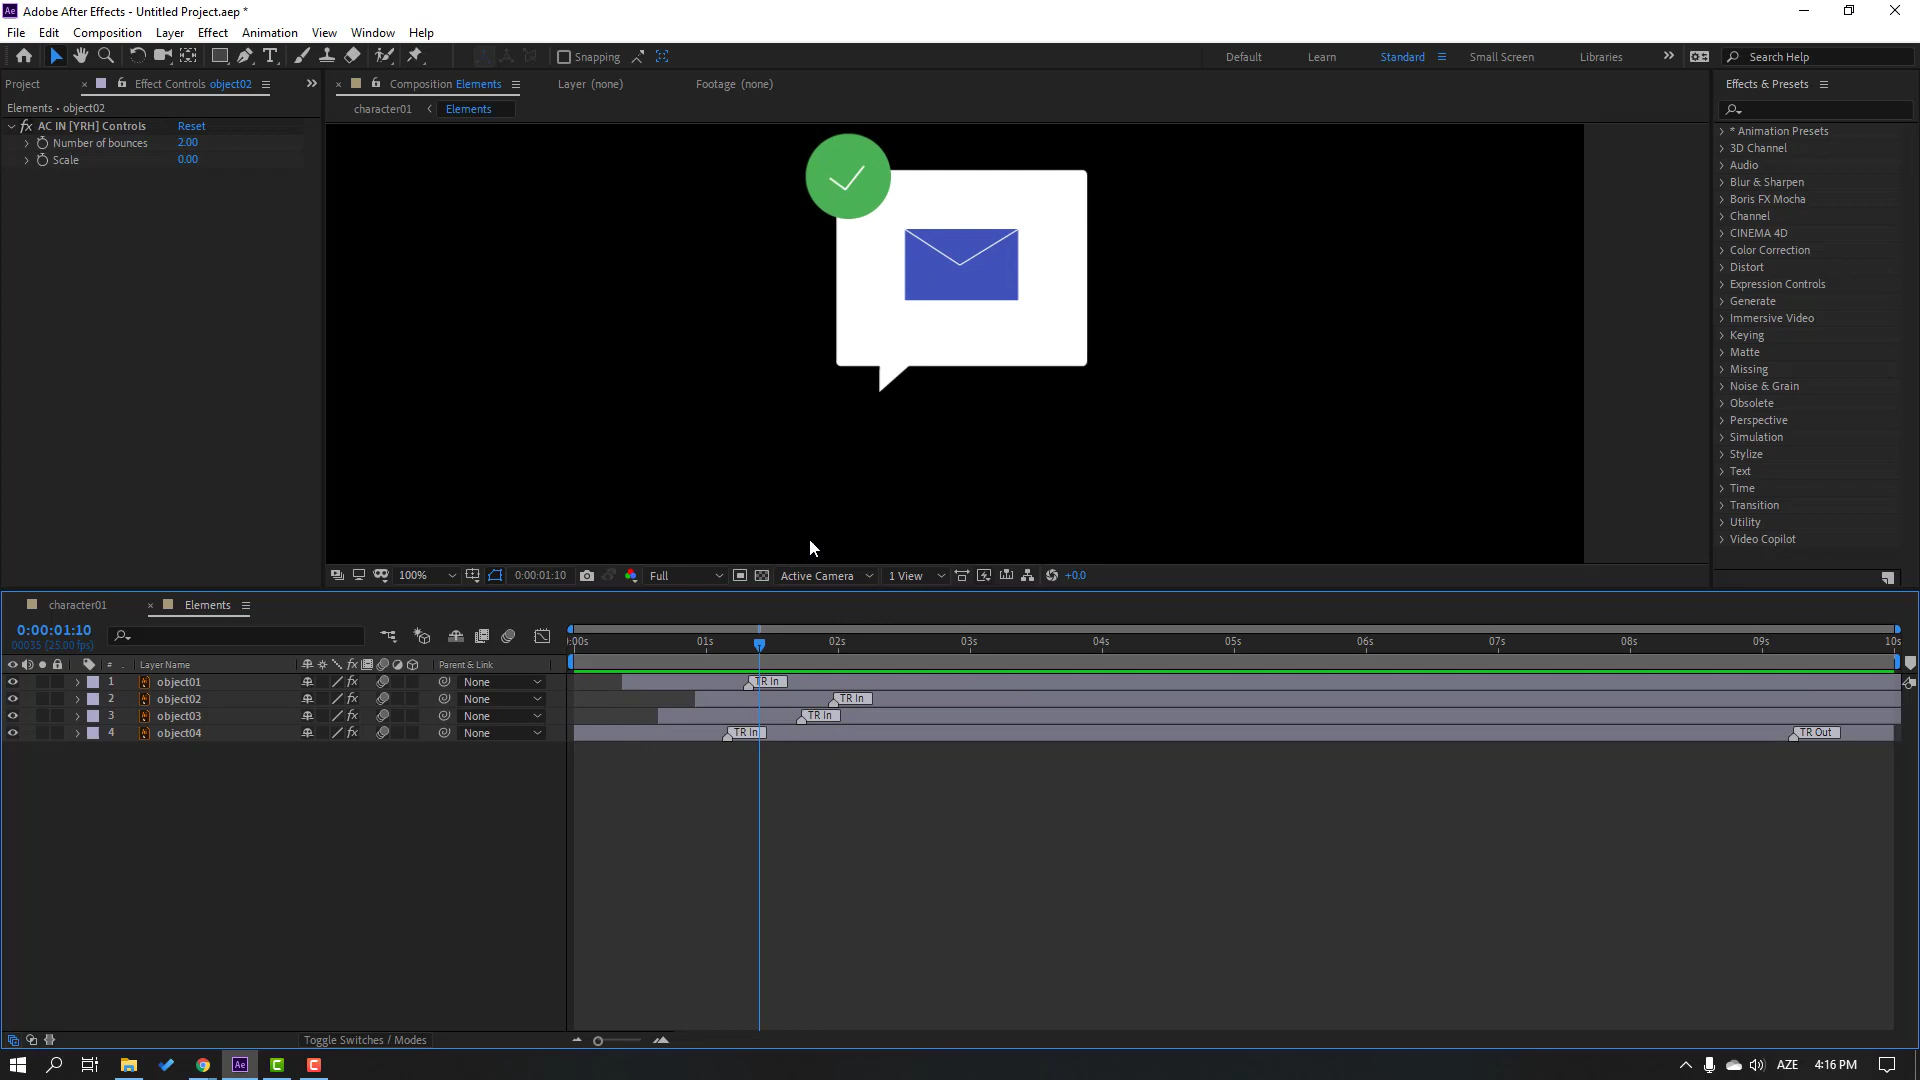 Adobe After Effects - Untitled Project.aep *
File Edit Composition Layer Effect Animation View Window Help
Snapping Default Learn Standard Small Screen Libraries Search Help
Project Effect Controls object02 Composition Elements Layer (none) Footage (none) Effects & Presets
Elements • object02 character01 Elements
AC IN [YRH] Controls Reset
Number of bounces 2.00
Scale 0.00
* Animation Presets
3D Channel
Audio
Blur & Sharpen
Boris FX Mocha
Channel
CINEMA 4D
Color Correction
Distort
Expression Controls
Generate
Immersive Video
Keying
Matte
Missing
Noise & Grain
Obsolete
Perspective
Simulation
Stylize
Text
Time
Transition
Utility
Video Copilot
100% 0:00:01:10 Full Active Camera 1 View +0.0
character01 Elements
0:00:01:10
00035 (25.00 fps)
:00s 01s 02s 03s 04s 05s 06s 07s 08s 09s 10s
# Layer Name Parent & Link
1 object01 None TR In
2 object02 None TR In
3 object03 None TR In
4 object04 None TR In TR Out
Toggle Switches / Modes
Ae AZE 4:16 PM